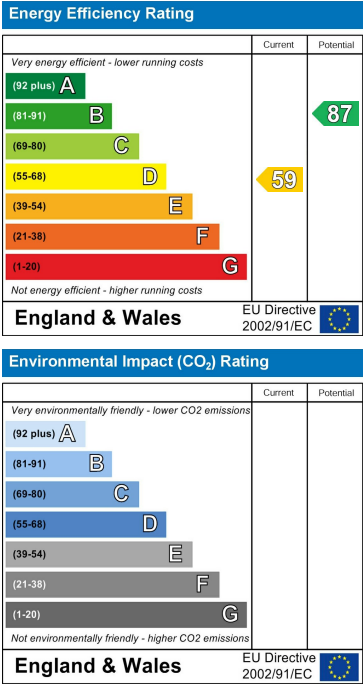 Energy Efficiency Rating
Current Potential
Very energy efficient - lower running costs
(92 plus) A
(81-91) B
87
(69-80) C
(55-68) D
59
(39-54) E
(21-38) F
(1-20) G
Not energy efficient - higher running costs
England & Wales
EU Directive
2002/91/EC
Environmental Impact (CO₂) Rating
Current Potential
Very environmentally friendly - lower CO2 emissions
(92 plus) A
(81-91) B
(69-80) C
(55-68) D
(39-54) E
(21-38) F
(1-20) G
Not environmentally friendly - higher CO2 emissions
England & Wales
EU Directive
2002/91/EC